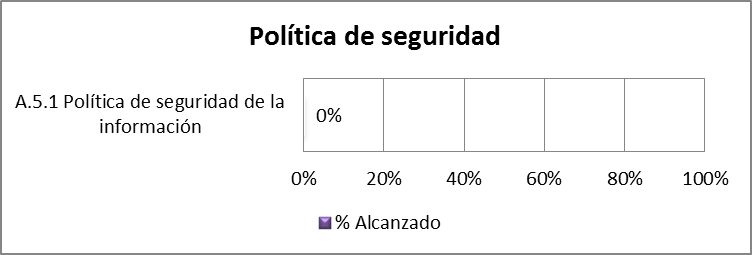 Política de seguridad
A.5.1 Política de seguridad de la
información
0%
0% 20% 40% 60% 80% 100%
% Alcanzado